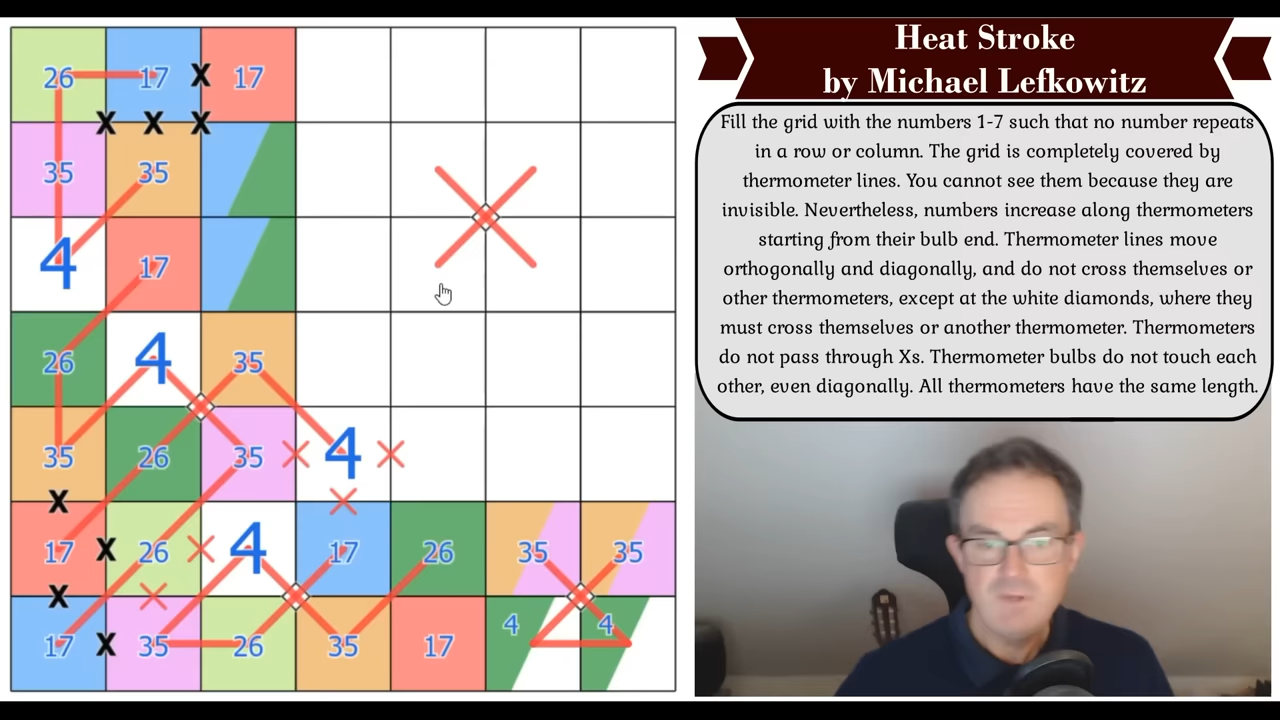 Heat Stroke
by Michael Lefkowitz
Fill the grid with the numbers 1-7 such that no number repeats
in a row or column. The grid is completely covered by
thermometer lines. You cannot see them because they are
invisible. Nevertheless, numbers increase along thermometers
starting from their bulb end. Thermometer lines move
orthogonally and diagonally, and do not cross themselves or
other thermometers, except at the white diamonds, where they
must cross themselves or another thermometer. Thermometers
do not pass through Xs. Thermometer bulbs do not touch each
other, even diagonally. All thermometers have the same length.
26 17 X 17
X X X
35 35
4 17
26 4 35
35 26 35 4
X
17 X 26 4 17 26 35 35
X
17 X 35 26 35 17 4 4